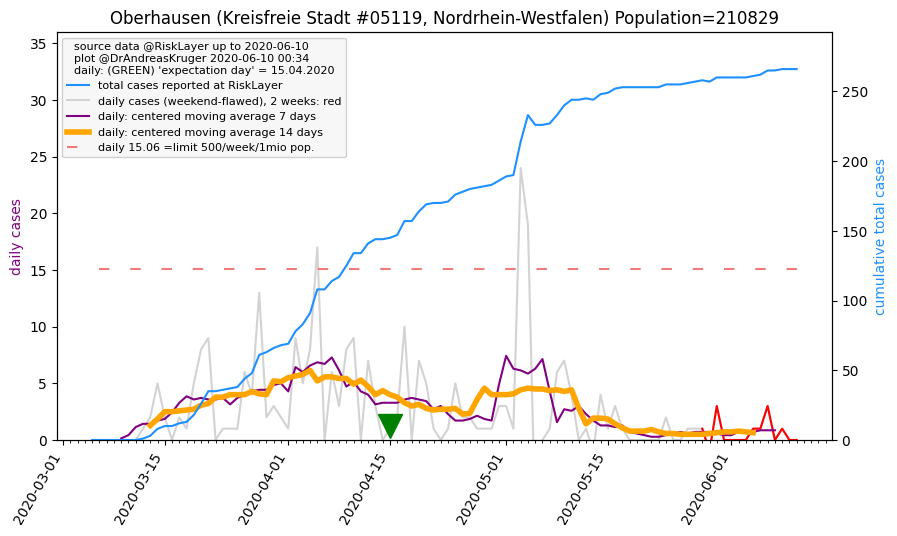 Oberhausen (Kreisfreie Stadt #05119, Nordrhein-Westfalen) Population=210829
source data @RiskLayer up to 2020-06-10
plot @DrAndreasKruger 2020-06-10 00:34
daily: (GREEN) 'expectation day' = 15.04.2020
total cases reported at RiskLayer
daily cases (weekend-flawed), 2 weeks: red
daily: centered moving average 7 days
daily: centered moving average 14 days
daily 15.06 =limit 500/week/1mio pop.
daily cases
35
30
25
20
15
10
5
0
250
200
150
100
50
0
cumulative total cases
2020-03-01
2020-03-15
2020-04-01
2020-04-15
2020-05-01
2020-05-15
2020-06-01